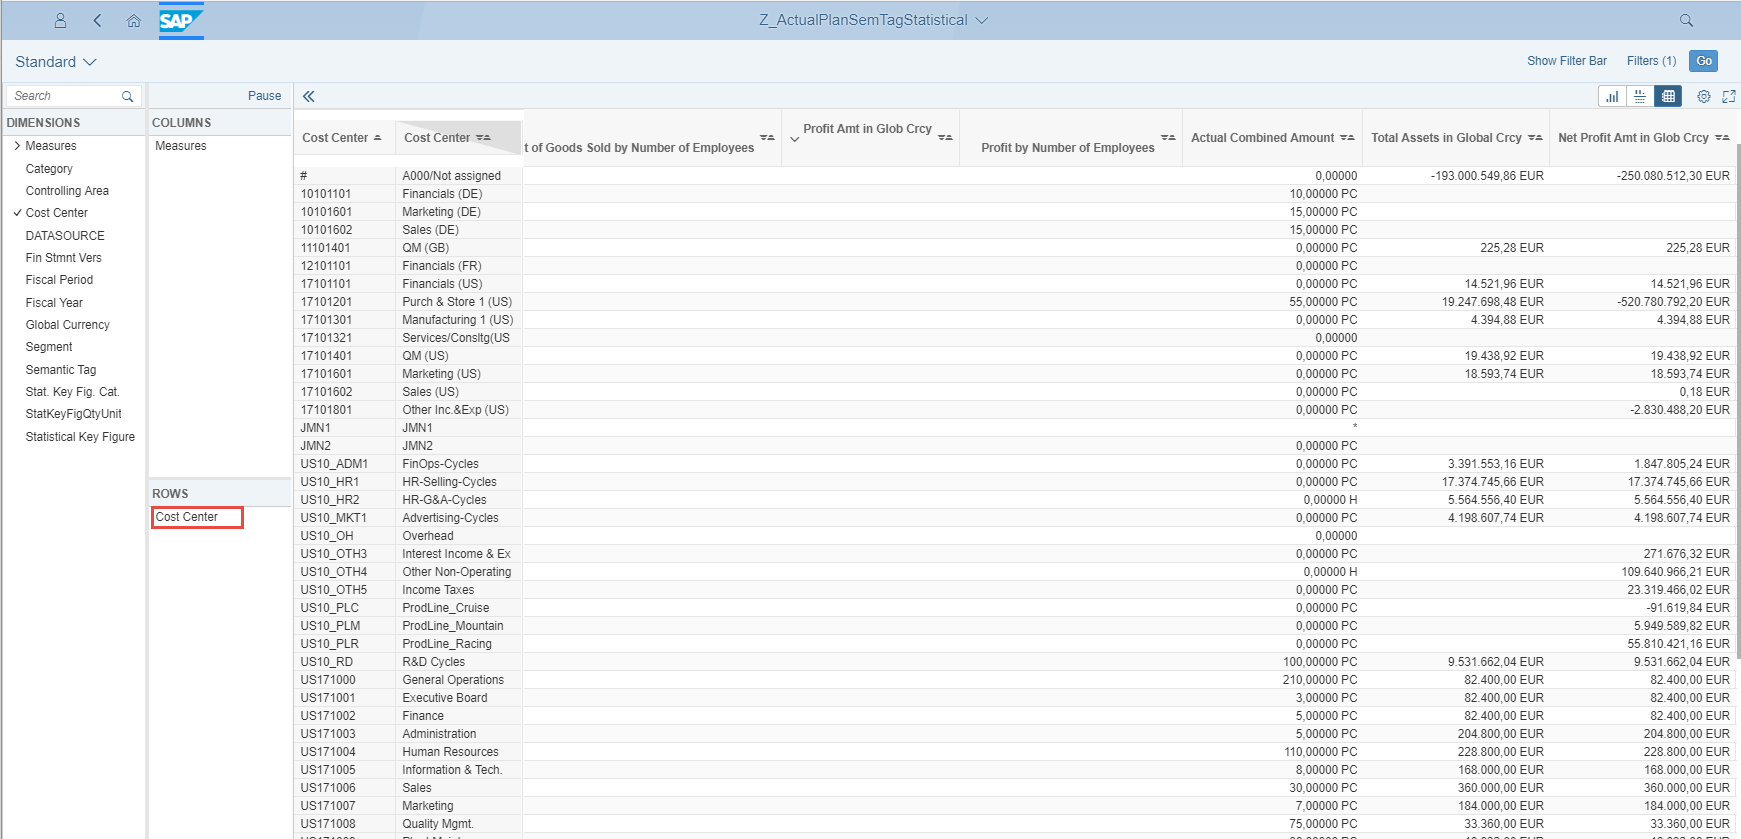 SAP
Z_ActualPlanSemTagStatistical
Standard
Show Filter Bar Filters (1) Go
Search
Pause
DIMENSIONS
Measures
Category
Controlling Area
Cost Center
DATASOURCE
Fin Stmnt Vers
Fiscal Period
Fiscal Year
Global Currency
Segment
Semantic Tag
Stat. Key Fig. Cat.
StatKeyFigQtyUnit
Statistical Key Figure
COLUMNS
Measures
ROWS
Cost Center
Cost Center Cost Center t of Goods Sold by Number of Employees Profit Amt in Glob Crcy Profit by Number of Employees Actual Combined Amount Total Assets in Global Crcy Net Profit Amt in Glob Crcy
# A000/Not assigned 0,00000 -193.000.549,86 EUR -250.080.512,30 EUR
10101101 Financials (DE) 10,00000 PC
10101601 Marketing (DE) 15,00000 PC
10101602 Sales (DE) 15,00000 PC
11101401 QM (GB) 0,00000 PC 225,28 EUR 225,28 EUR
12101101 Financials (FR) 0,00000 PC
17101101 Financials (US) 0,00000 PC 14.521,96 EUR 14.521,96 EUR
17101201 Purch & Store 1 (US) 55,00000 PC 19.247.698,48 EUR -520.780.792,20 EUR
17101301 Manufacturing 1 (US) 0,00000 PC 4.394,88 EUR 4.394,88 EUR
17101321 Services/Consltg(US 0,00000
17101401 QM (US) 0,00000 PC 19.438,92 EUR 19.438,92 EUR
17101601 Marketing (US) 0,00000 PC 18.593,74 EUR 18.593,74 EUR
17101602 Sales (US) 0,00000 PC 0,18 EUR
17101801 Other Inc.&Exp (US) 0,00000 PC -2.830.488,20 EUR
JMN1 JMN1 *
JMN2 JMN2 0,00000 PC
US10_ADM1 FinOps-Cycles 0,00000 PC 3.391.553,16 EUR 1.847.805,24 EUR
US10_HR1 HR-Selling-Cycles 0,00000 PC 17.374.745,66 EUR 17.374.745,66 EUR
US10_HR2 HR-G&A-Cycles 0,00000 H 5.564.556,40 EUR 5.564.556,40 EUR
US10_MKT1 Advertising-Cycles 0,00000 PC 4.198.607,74 EUR 4.198.607,74 EUR
US10_OH Overhead 0,00000
US10_OTH3 Interest Income & Ex 0,00000 PC 271.676,32 EUR
US10_OTH4 Other Non-Operating 0,00000 H 109.640.966,21 EUR
US10_OTH5 Income Taxes 0,00000 PC 23.319.466,02 EUR
US10_PLC ProdLine_Cruise 0,00000 PC -91.619,84 EUR
US10_PLM ProdLine_Mountain 0,00000 PC 5.949.589,82 EUR
US10_PLR ProdLine_Racing 0,00000 PC 55.810.421,16 EUR
US10_RD R&D Cycles 100,00000 PC 9.531.662,04 EUR 9.531.662,04 EUR
US171000 General Operations 210,00000 PC 82.400,00 EUR 82.400,00 EUR
US171001 Executive Board 3,00000 PC 82.400,00 EUR 82.400,00 EUR
US171002 Finance 5,00000 PC 82.400,00 EUR 82.400,00 EUR
US171003 Administration 5,00000 PC 204.800,00 EUR 204.800,00 EUR
US171004 Human Resources 110,00000 PC 228.800,00 EUR 228.800,00 EUR
US171005 Information & Tech. 8,00000 PC 168.000,00 EUR 168.000,00 EUR
US171006 Sales 30,00000 PC 360.000,00 EUR 360.000,00 EUR
US171007 Marketing 7,00000 PC 184.000,00 EUR 184.000,00 EUR
US171008 Quality Mgmt. 75,00000 PC 33.360,00 EUR 33.360,00 EUR